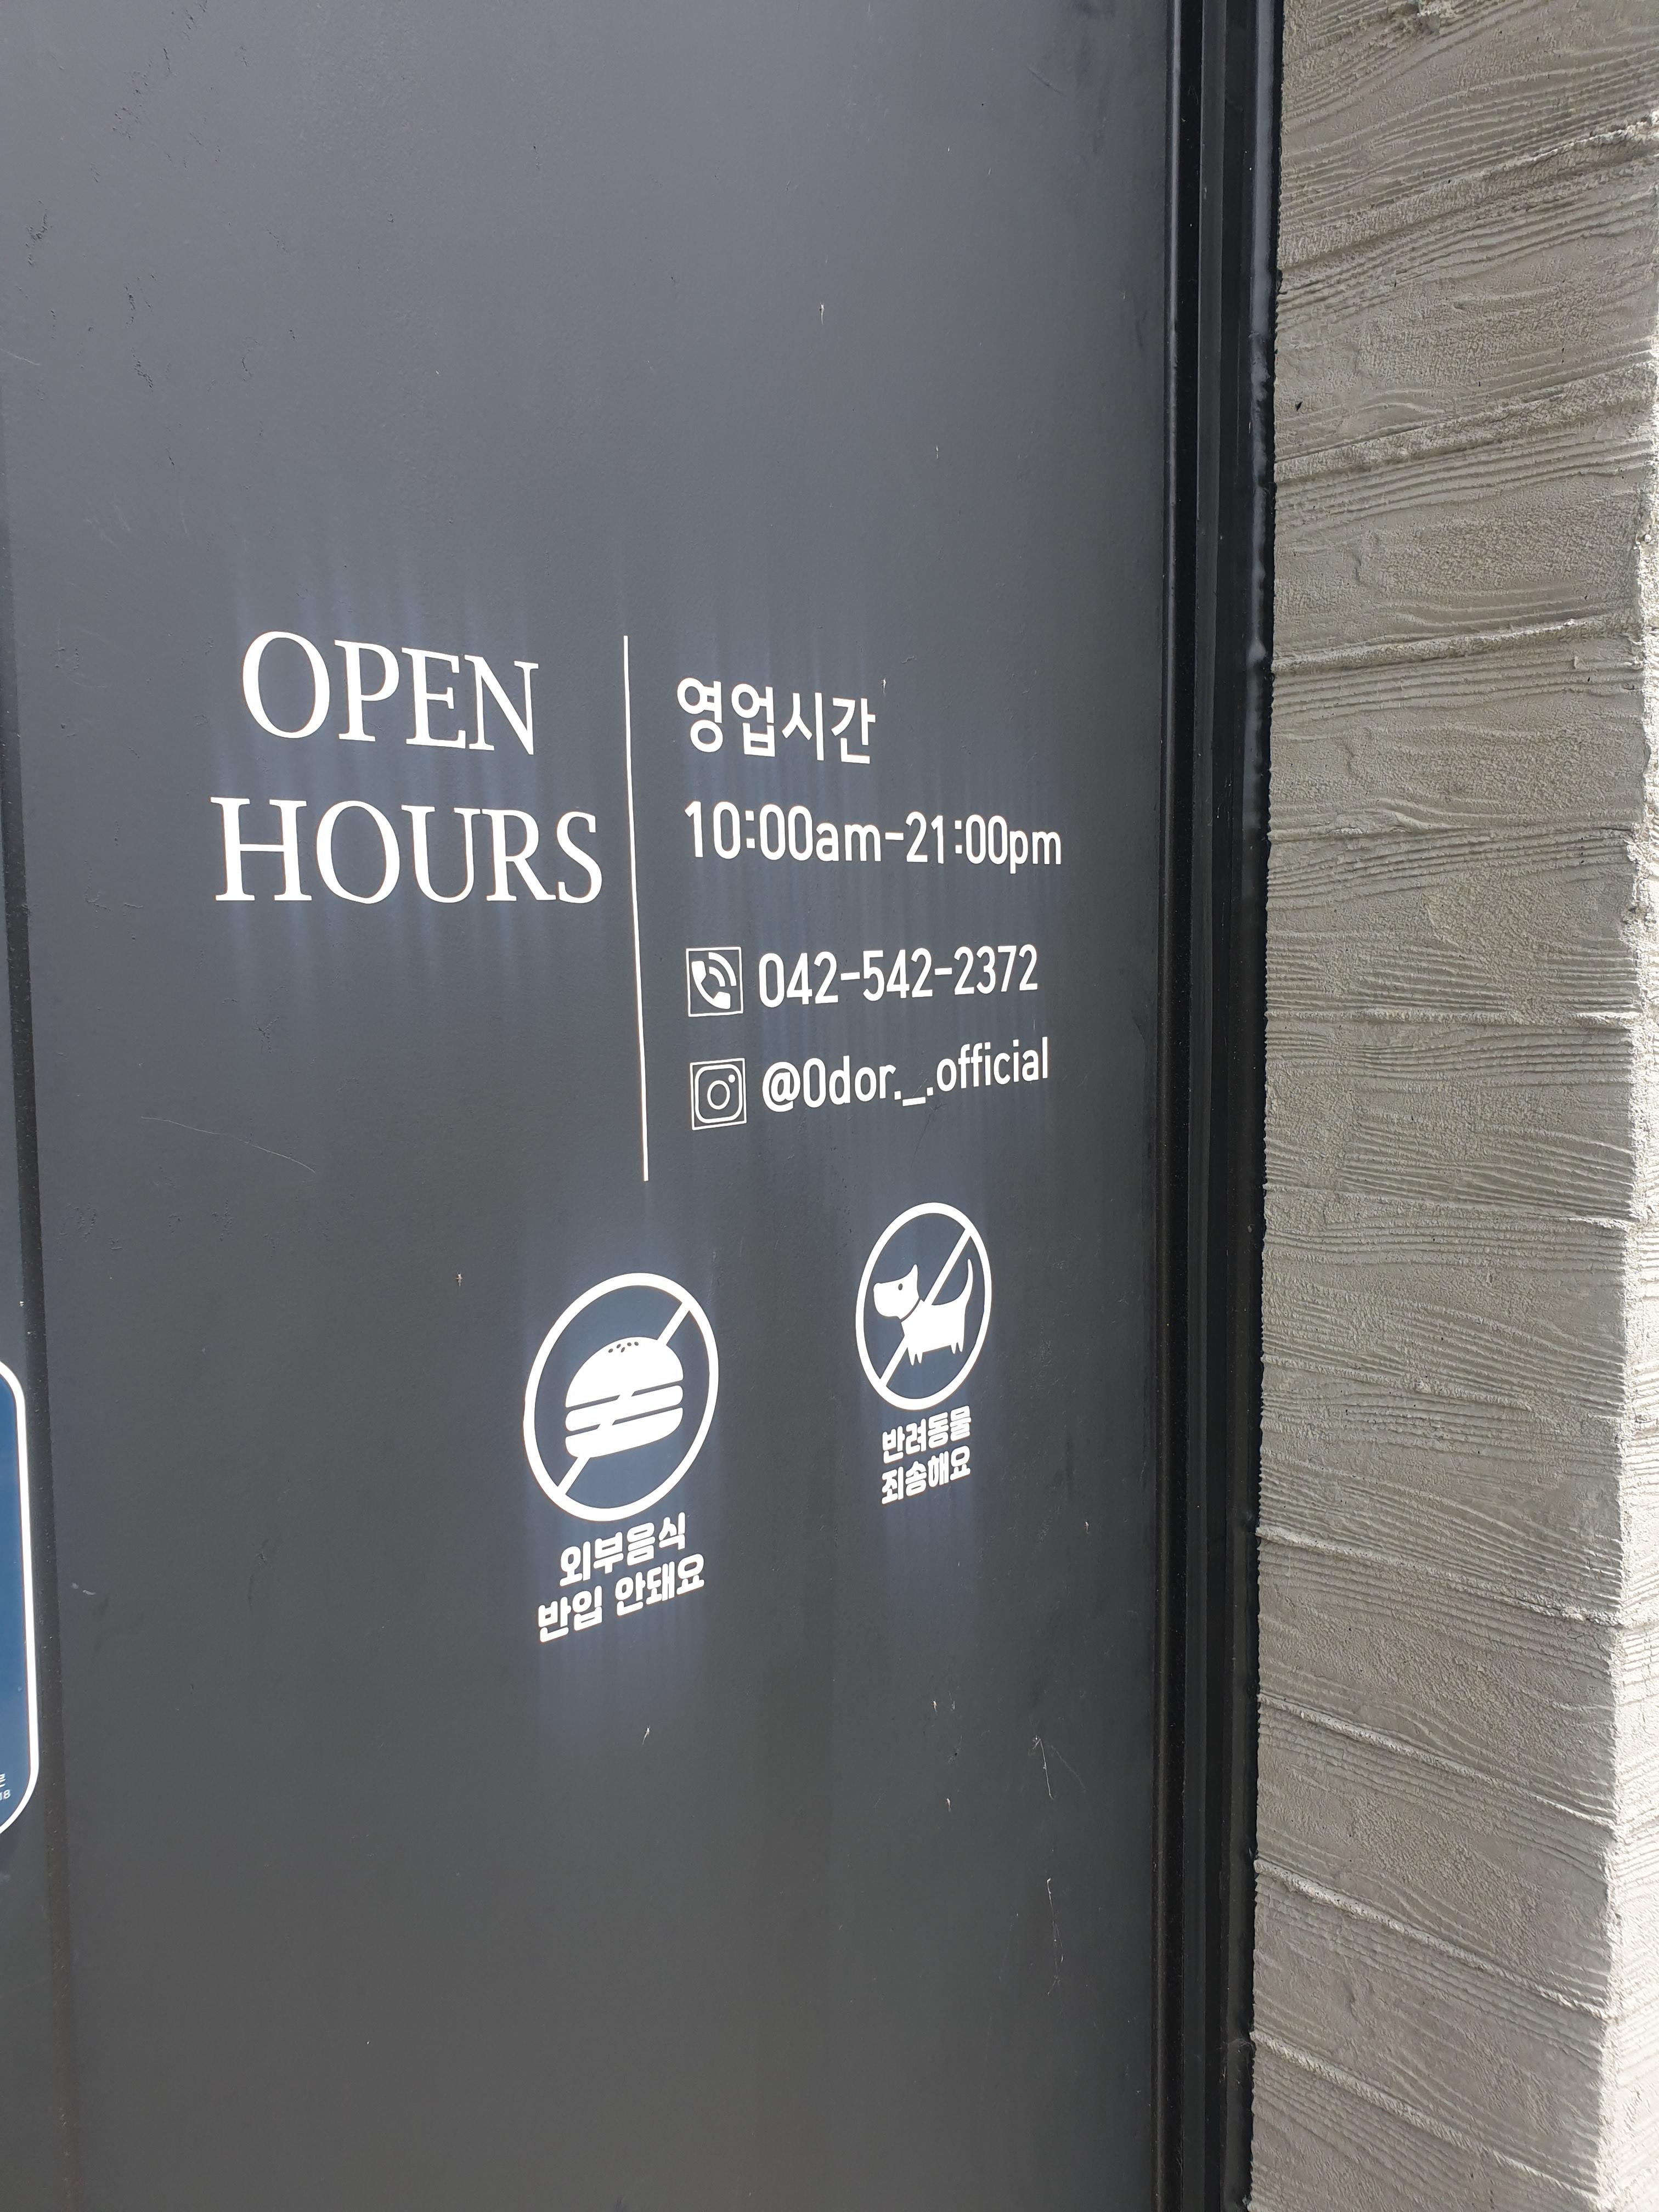 OPEN
HOURS
영업시간
10:00am-21:00pm
042-542-2372
@Odor._.official
외부음식
반입 안돼요
반려동물
죄송해요